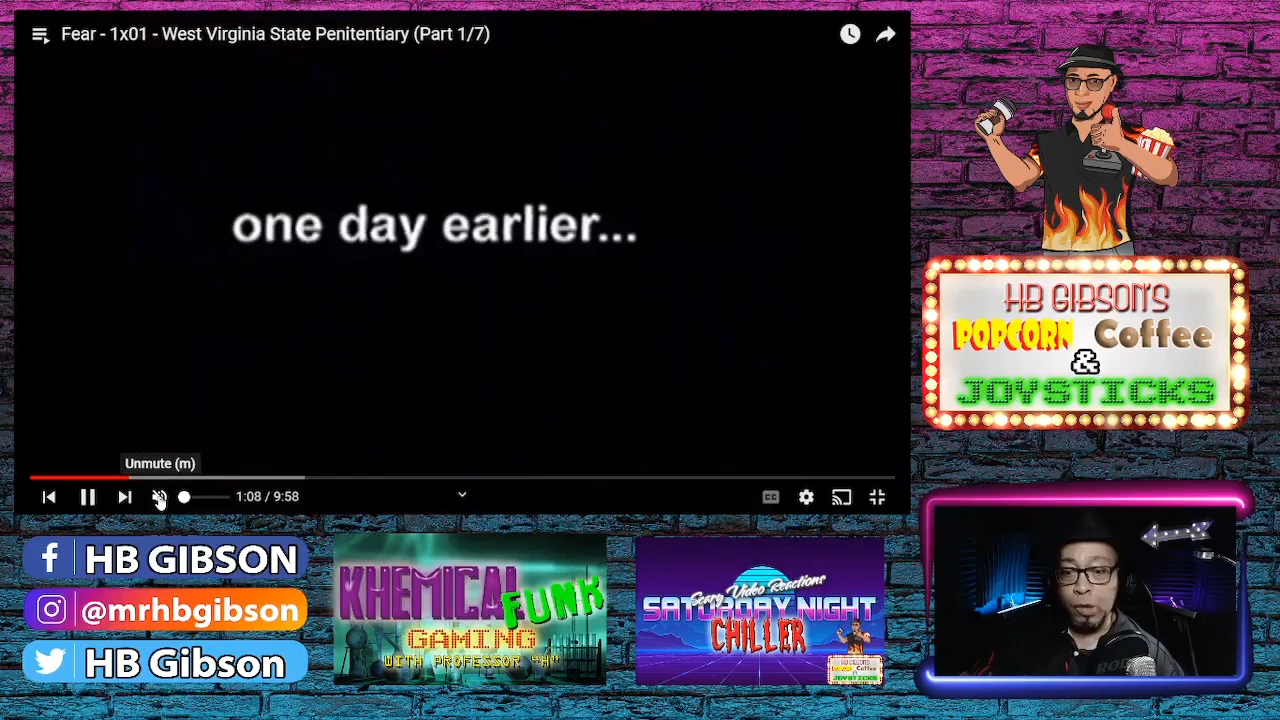 Fear - 1x01 - West Virginia State Penitentiary (Part 1/7)
one day earlier...
Unmute (m)
1:08 / 9:58
CC
HB GIBSON'S
POPCORN Coffee
&
JOYSTICKS
f HB GIBSON
@mrhbgibson
HB Gibson
KHEMICAL
FUNK
GAMING
WITH PROFESSOR "H"
Scary Video Reactions
SATURDAY NIGHT
CHILLER